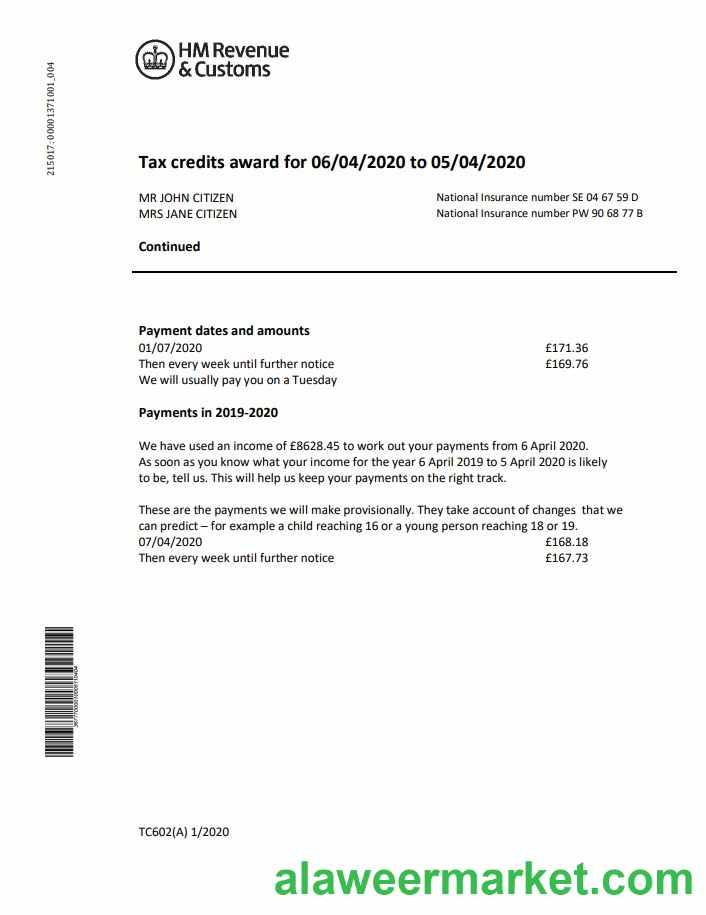 HM Revenue
& Customs
215017:00001371001_004
Tax credits award for 06/04/2020 to 05/04/2020
MR JOHN CITIZEN National Insurance number SE 04 67 59 D
MRS JANE CITIZEN National Insurance number PW 90 68 77 B
Continued
Payment dates and amounts
01/07/2020 £171.36
Then every week until further notice £169.76
We will usually pay you on a Tuesday
Payments in 2019-2020
We have used an income of £8628.45 to work out your payments from 6 April 2020.
As soon as you know what your income for the year 6 April 2019 to 5 April 2020 is likely
to be, tell us. This will help us keep your payments on the right track.
These are the payments we will make provisionally. They take account of changes that we
can predict – for example a child reaching 16 or a young person reaching 18 or 19.
07/04/2020 £168.18
Then every week until further notice £167.73
TC602(A) 1/2020
alaweermarket.com